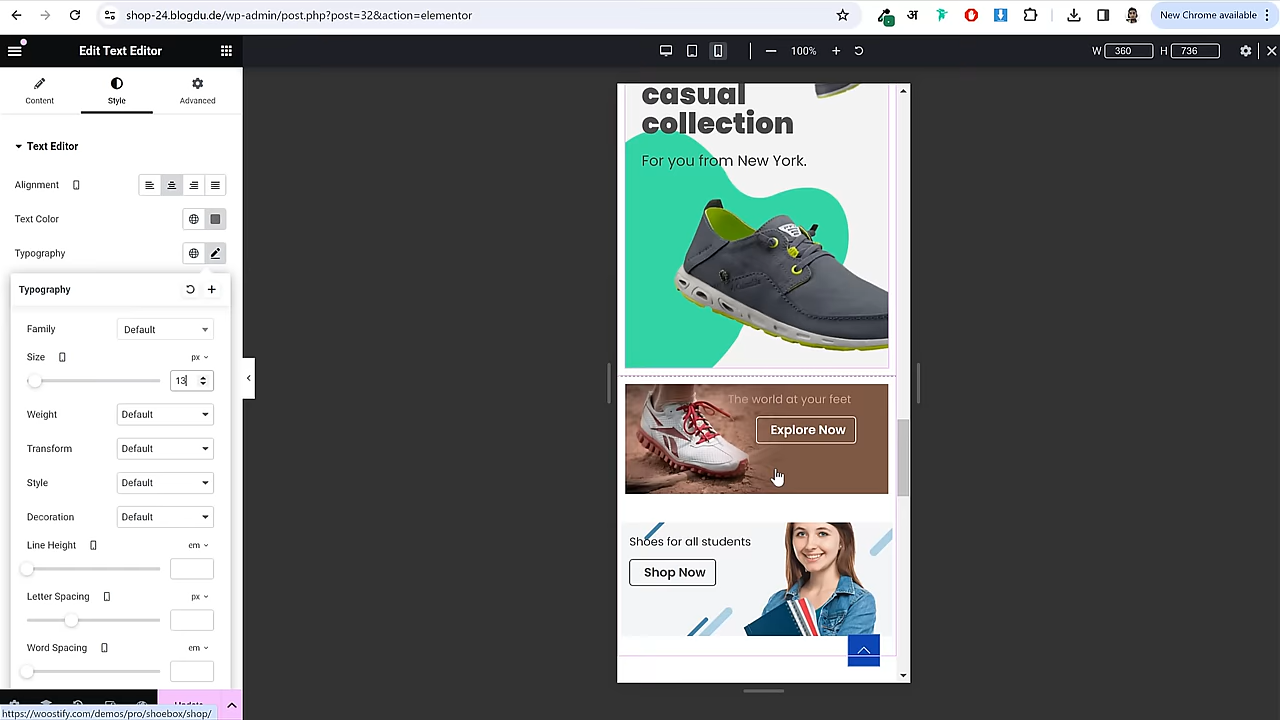 shop-24.blogdu.de/wp-admin/post.php?post=32&action=elementor
अ
New Chrome available
Edit Text Editor
100%
W 360 H 736
Content
Style
Advanced
Text Editor
Alignment
Text Color
Typography
Typography
Family Default
Size px
13
Weight Default
Transform Default
Style Default
Decoration Default
Line Height em
Letter Spacing px
Word Spacing em
Update
https://woostify.com/demos/pro/shoebox/shop/
casual
collection
For you from New York.
The world at your feet
Explore Now
Shoes for all students
Shop Now